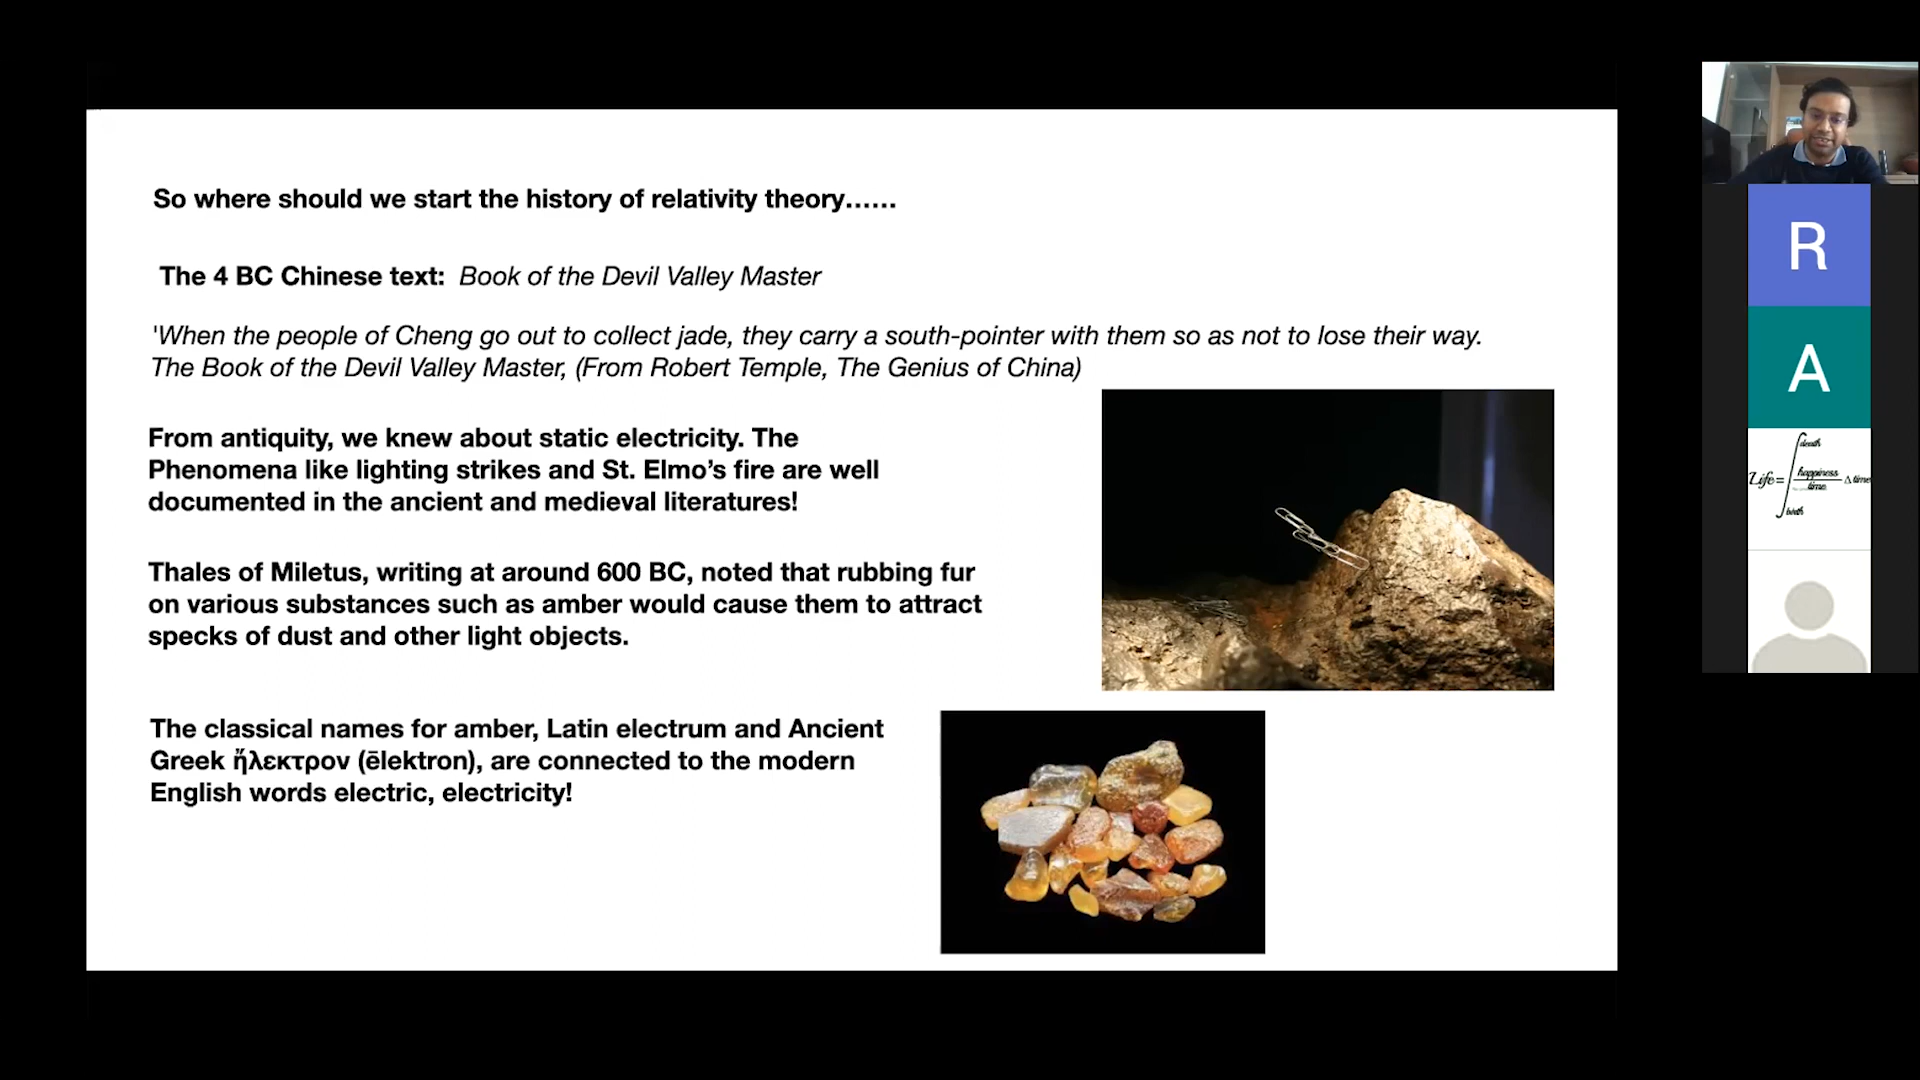 So where should we start the history of relativity theory……
The 4 BC Chinese text: Book of the Devil Valley Master
'When the people of Cheng go out to collect jade, they carry a south-pointer with them so as not to lose their way.
The Book of the Devil Valley Master, (From Robert Temple, The Genius of China)
From antiquity, we knew about static electricity. The
Phenomena like lighting strikes and St. Elmo’s fire are well
documented in the ancient and medieval literatures!
Thales of Miletus, writing at around 600 BC, noted that rubbing fur
on various substances such as amber would cause them to attract
specks of dust and other light objects.
The classical names for amber, Latin electrum and Ancient
Greek ἤλεκτρον (ēlektron), are connected to the modern
English words electric, electricity!
R
A
death
Life = ∫ happiness Δ time
time
birth